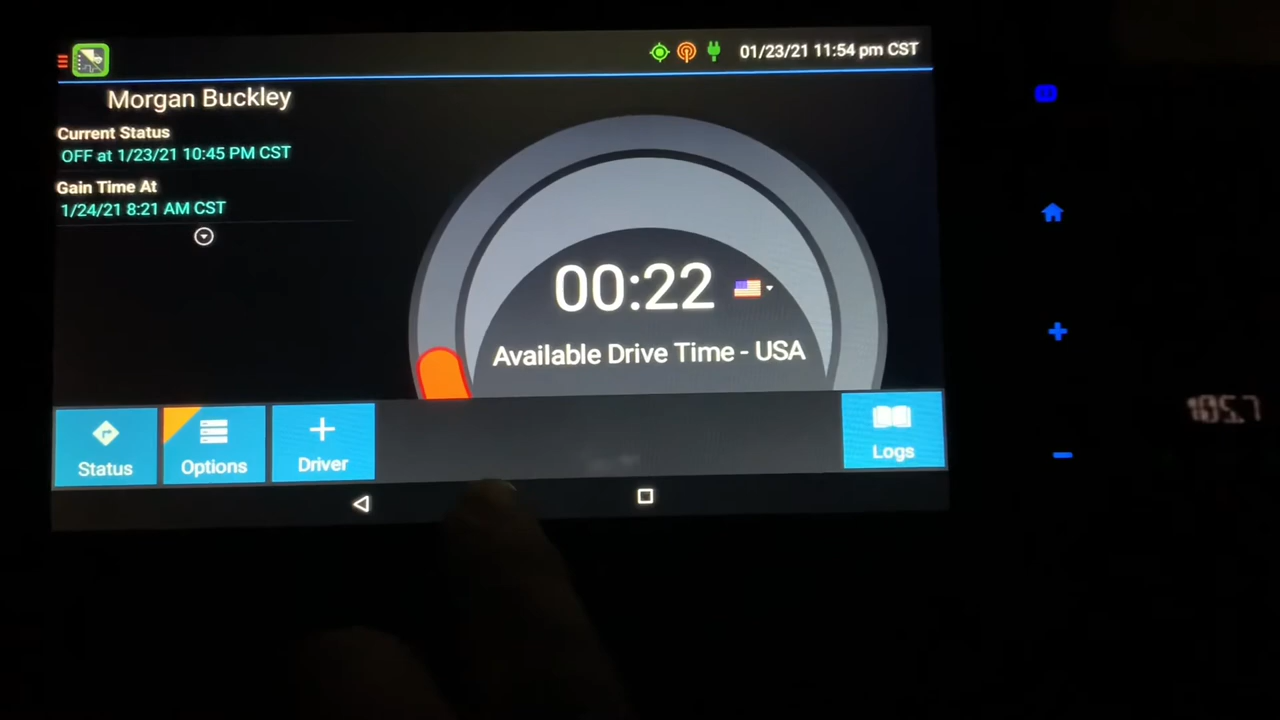 01/23/21 11:54 pm CST
Morgan Buckley
Current Status
OFF at 1/23/21 10:45 PM CST
Gain Time At
1/24/21 8:21 AM CST
00:22
Available Drive Time - USA
Status
Options
+
Driver
Logs
105.7